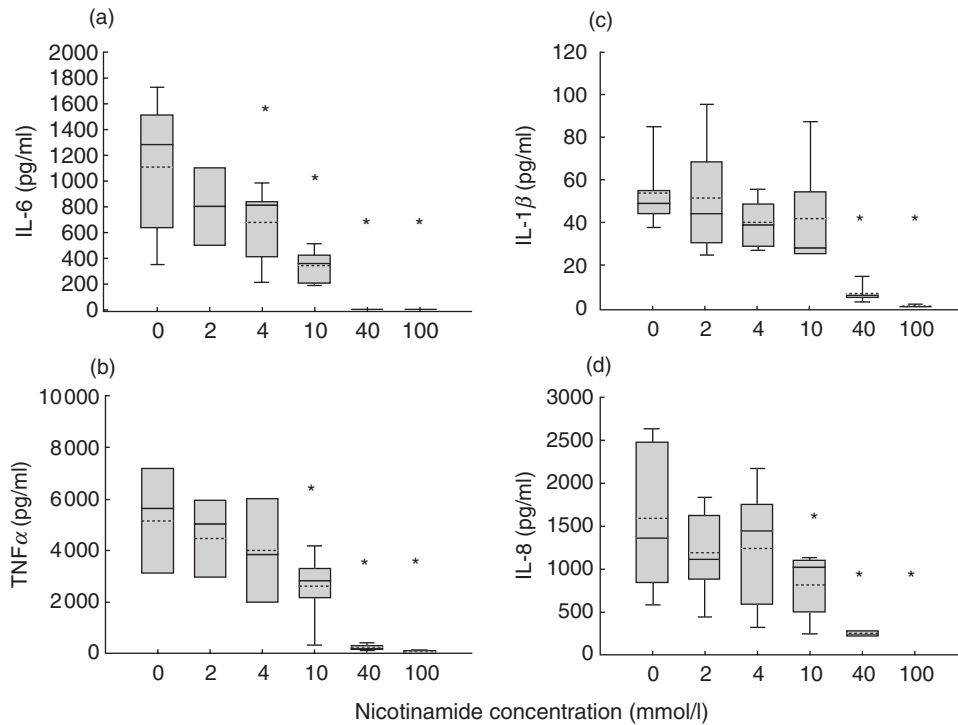 (a)
2000
1800
1600
1400
1200
1000
800
600
400
200
0
IL-6 (pg/ml)
* * * *
0 2 4 10 40 100
(c)
120
100
80
60
40
20
0
IL-1β (pg/ml)
* *
0 2 4 10 40 100
(b)
10 000
8000
6000
4000
2000
0
TNFα (pg/ml)
* * *
0 2 4 10 40 100
(d)
3000
2500
2000
1500
1000
500
0
IL-8 (pg/ml)
* * *
0 2 4 10 40 100
Nicotinamide concentration (mmol/l)